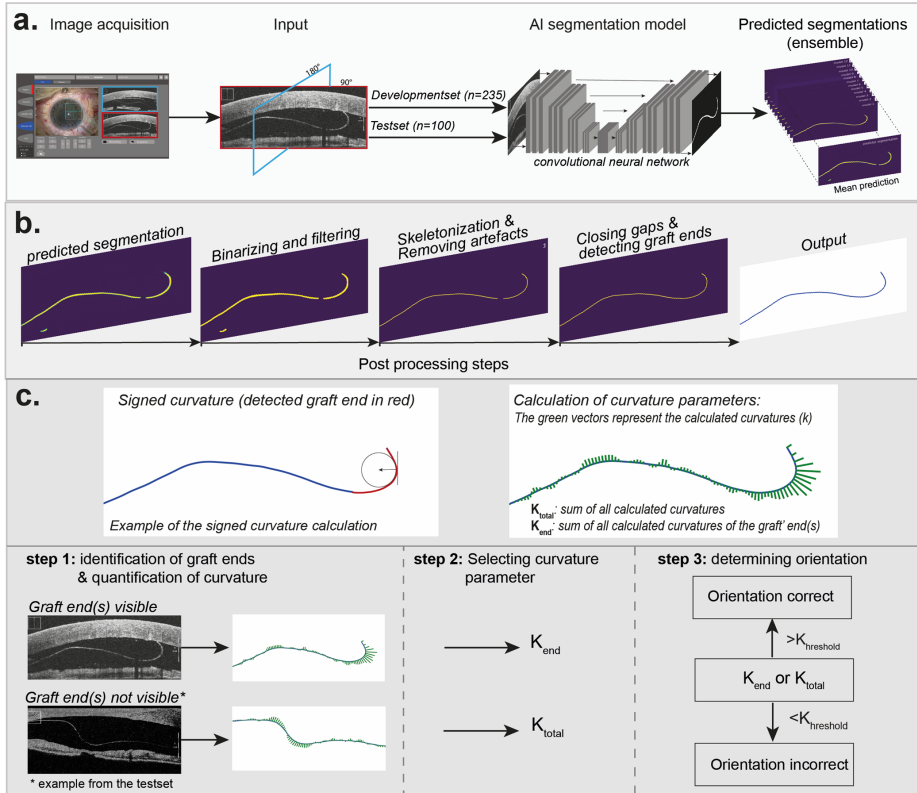 a.
Image acquisition
Input
AI segmentation model
Predicted segmentations
(ensemble)
180°
90°
Developmentset (n=235)
Testset (n=100)
convolutional neural network
Mean prediction
b.
predicted segmentation
Binarizing and filtering
Skeletonization &
Removing artefacts
Closing gaps &
detecting graft ends
Output
Post processing steps
c.
Signed curvature (detected graft end in red)
Example of the signed curvature calculation
Calculation of curvature parameters:
The green vectors represent the calculated curvatures (k)
Ktotal: sum of all calculated curvatures
Kend: sum of all calculated curvatures of the graft' end(s)
step 1: identification of graft ends
& quantification of curvature
Graft end(s) visible
Graft end(s) not visible*
* example from the testset
step 2: Selecting curvature
parameter
Kend
Ktotal
step 3: determining orientation
Orientation correct
>Khreshold
Kend or Ktotal
<Khreshold
Orientation incorrect